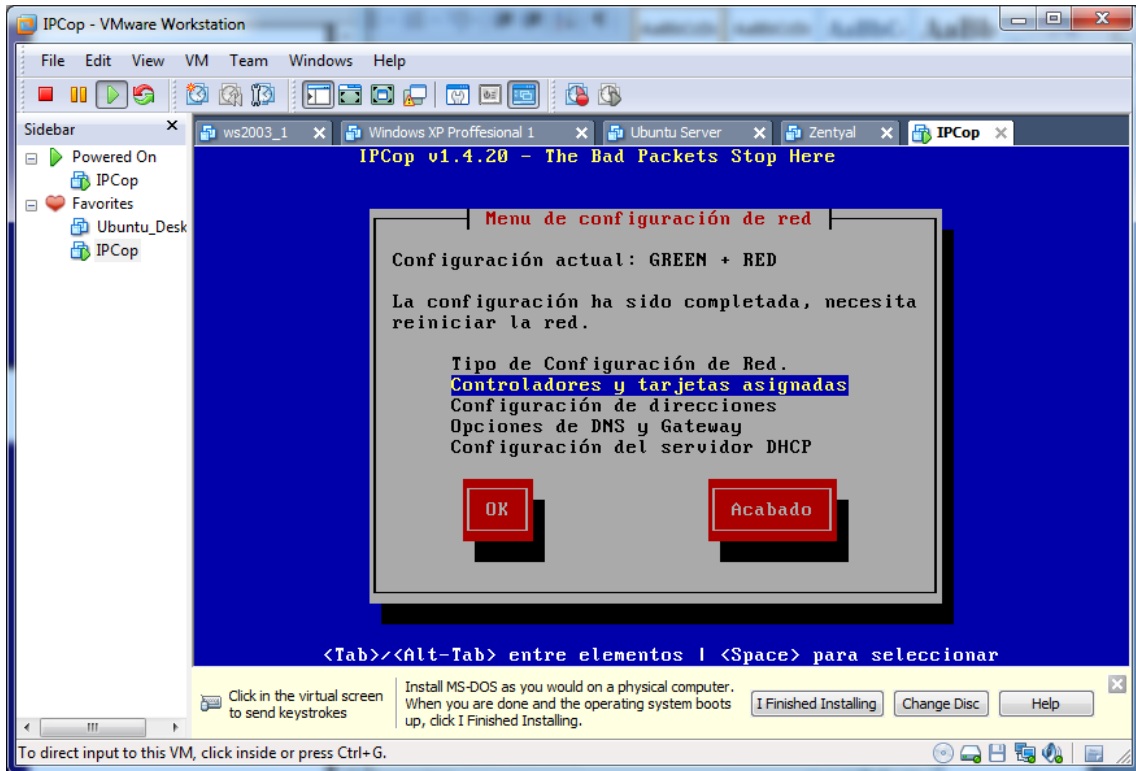 IPCop - VMware Workstation
File Edit View VM Team Windows Help
Sidebar
Powered On
IPCop
Favorites
Ubuntu_Desk
IPCop
ws2003_1
Windows XP Proffesional 1
Ubuntu Server
Zentyal
IPCop
IPCop v1.4.20 - The Bad Packets Stop Here
Menu de configuración de red
Configuración actual: GREEN + RED
La configuración ha sido completada, necesita
reiniciar la red.
Tipo de Configuración de Red.
Controladores y tarjetas asignadas
Configuración de direcciones
Opciones de DNS y Gateway
Configuración del servidor DHCP
OK
Acabado
<Tab>/<Alt-Tab> entre elementos | <Space> para seleccionar
Click in the virtual screen
to send keystrokes
Install MS-DOS as you would on a physical computer.
When you are done and the operating system boots
up, click I Finished Installing.
I Finished Installing
Change Disc
Help
To direct input to this VM, click inside or press Ctrl+G.